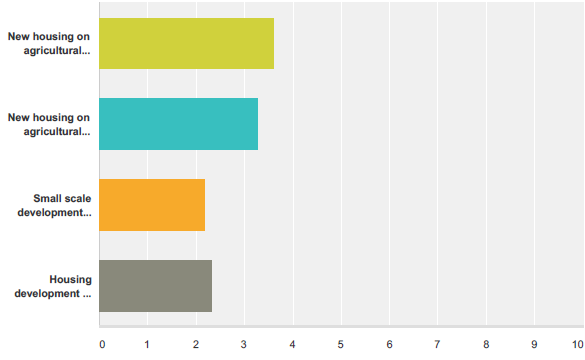 New housing on
agricultural...
New housing on
agricultural...
Small scale
development...
Housing
development ...
0 1 2 3 4 5 6 7 8 9 10